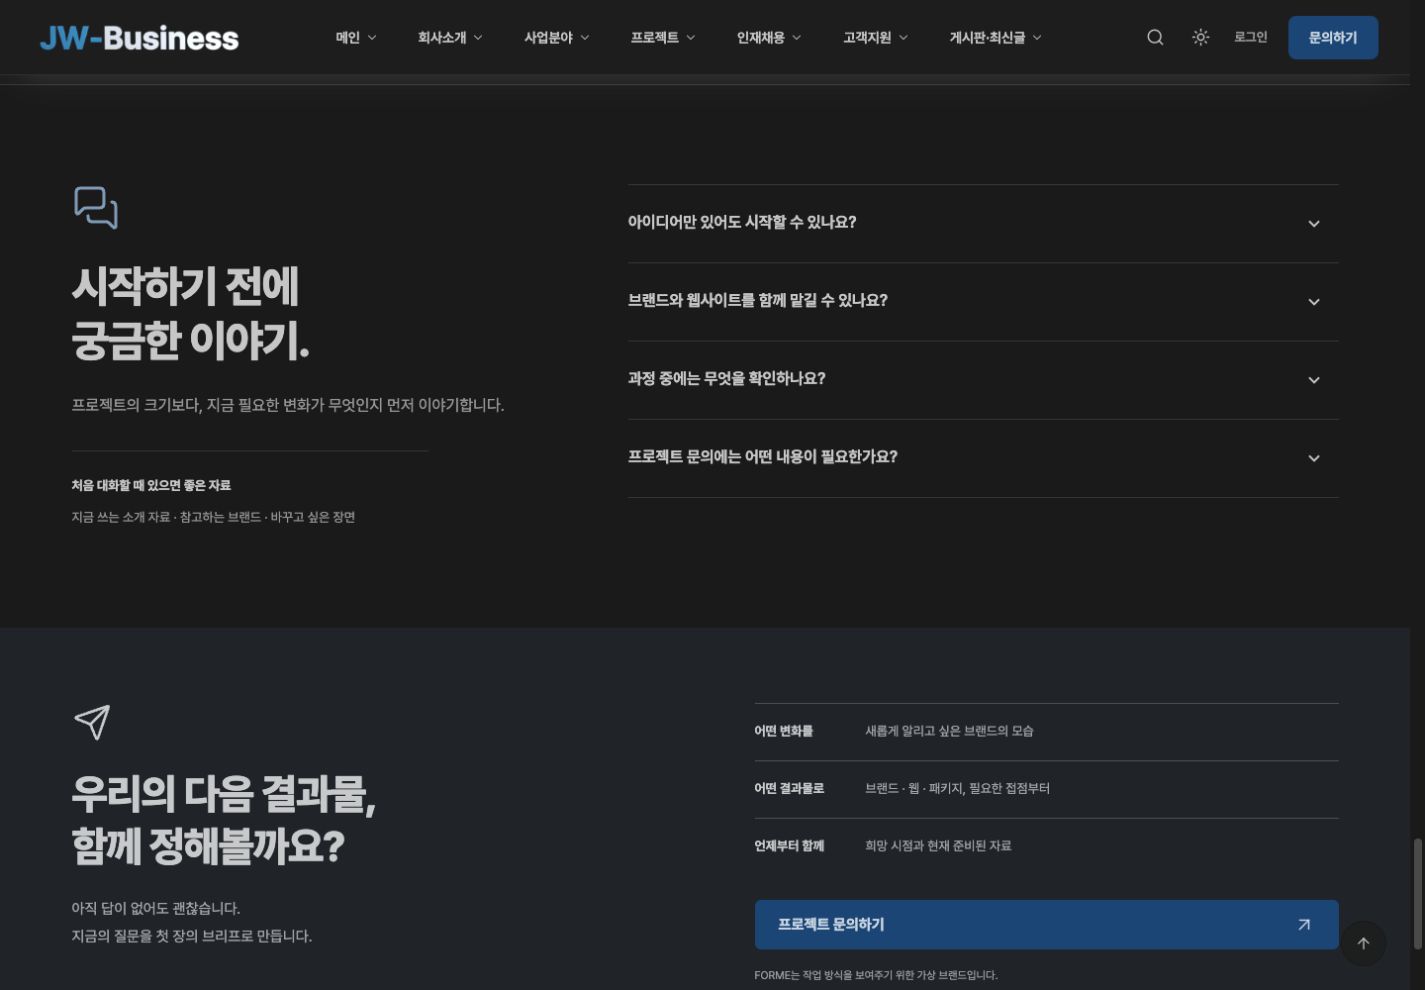 JW-Business
메인
회사소개
사업분야
프로젝트
인재채용
고객지원
게시판·최신글
로그인
문의하기
시작하기 전에
궁금한 이야기.
프로젝트의 크기보다, 지금 필요한 변화가 무엇인지 먼저 이야기합니다.
처음 대화할 때 있으면 좋은 자료
지금 쓰는 소개 자료 · 참고하는 브랜드 · 바꾸고 싶은 장면
아이디어만 있어도 시작할 수 있나요?
브랜드와 웹사이트를 함께 맡길 수 있나요?
과정 중에는 무엇을 확인하나요?
프로젝트 문의에는 어떤 내용이 필요한가요?
우리의 다음 결과물,
함께 정해볼까요?
아직 답이 없어도 괜찮습니다.
지금의 질문을 첫 장의 브리프로 만듭니다.
어떤 변화를 새롭게 알리고 싶은 브랜드의 모습
어떤 결과물로 브랜드 · 웹 · 패키지, 필요한 접점부터
언제부터 함께 희망 시점과 현재 준비된 자료
프로젝트 문의하기
FORME는 작업 방식을 보여주기 위한 가상 브랜드입니다.